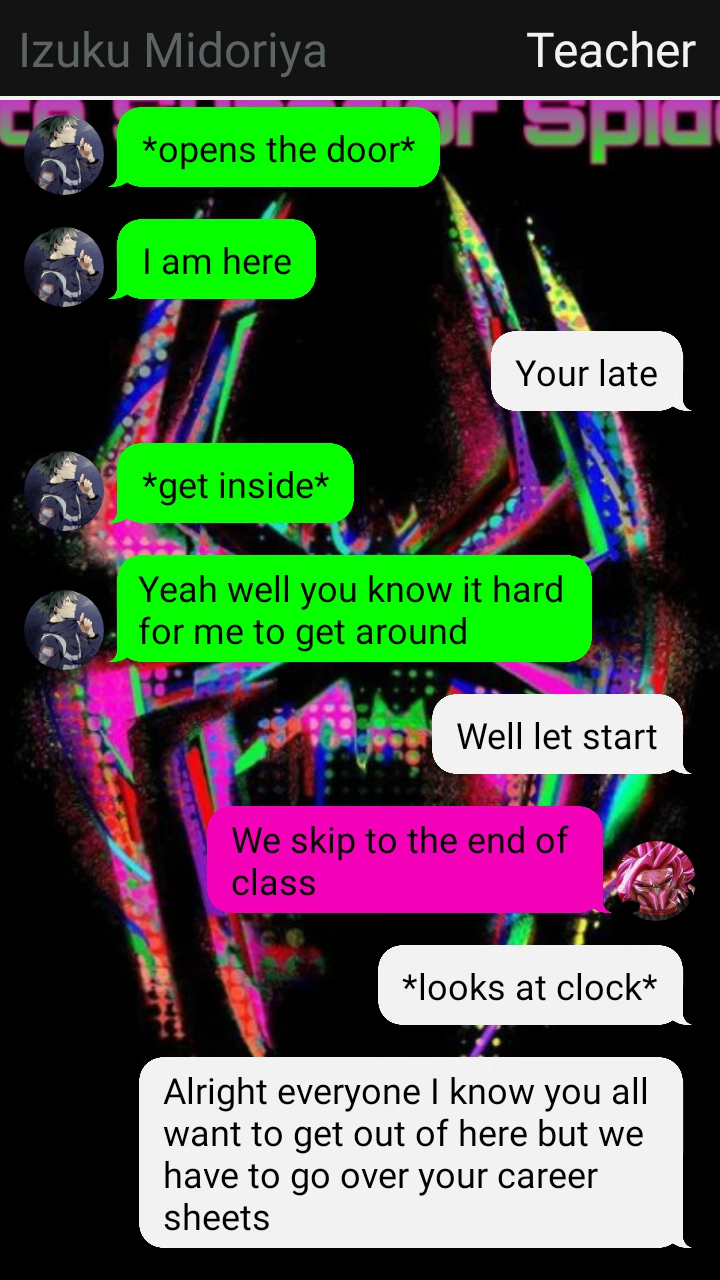 Izuku Midoriya
Teacher
*opens the door*
I am here
Your late
*get inside*
Yeah well you know it hard
for me to get around
Well let start
We skip to the end of
class
*looks at clock*
Alright everyone I know you all
want to get out of here but we
have to go over your career
sheets